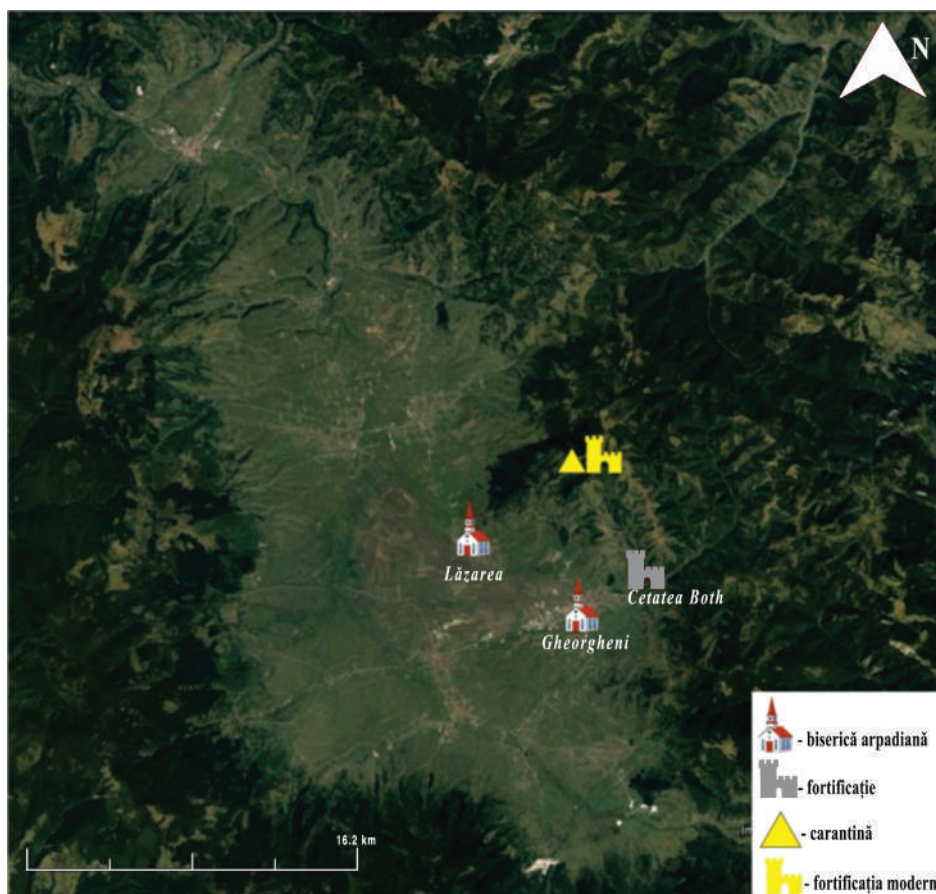 N
Lăzarea
Cetatea Both
Gheorgheni
- biserică arpadiană
- fortificație
- carantină
- fortificația modern
16.2 km